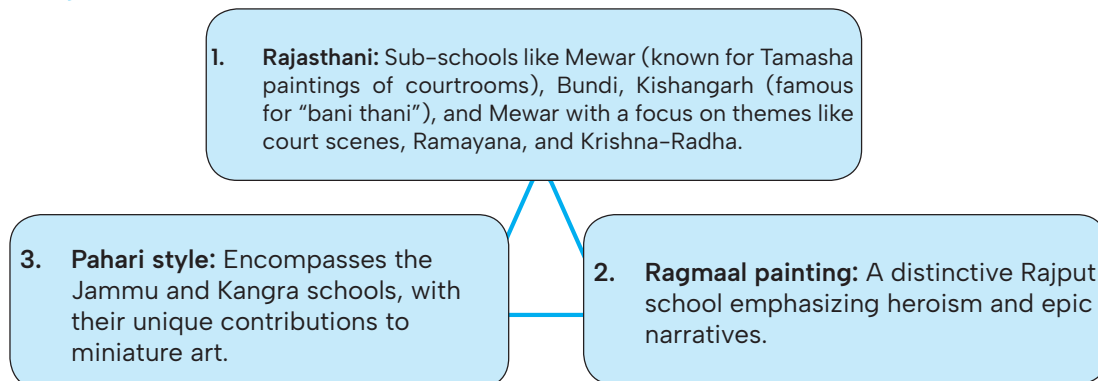 1. Rajasthani: Sub-schools like Mewar (known for Tamasha
paintings of courtrooms), Bundi, Kishangarh (famous
for “bani thani”), and Mewar with a focus on themes like
court scenes, Ramayana, and Krishna-Radha.
3. Pahari style: Encompasses the
Jammu and Kangra schools, with
their unique contributions to
miniature art.
2. Ragmaal painting: A distinctive Rajput
school emphasizing heroism and epic
narratives.